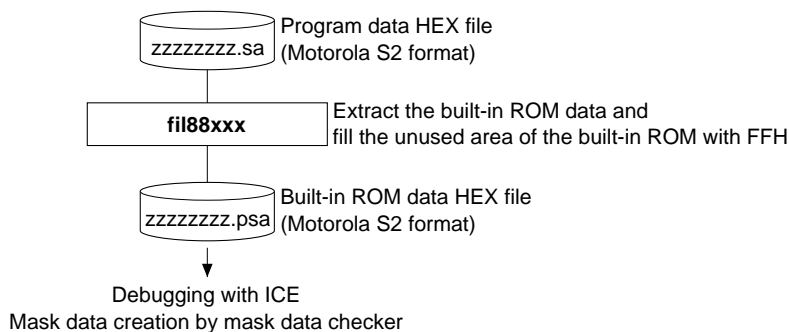 Program data HEX file
zzzzzzzz.sa
(Motorola S2 format)
fil88xxx
Extract the built-in ROM data and
fill the unused area of the built-in ROM with FFH
Built-in ROM data HEX file
zzzzzzzz.psa
(Motorola S2 format)
Debugging with ICE
Mask data creation by mask data checker